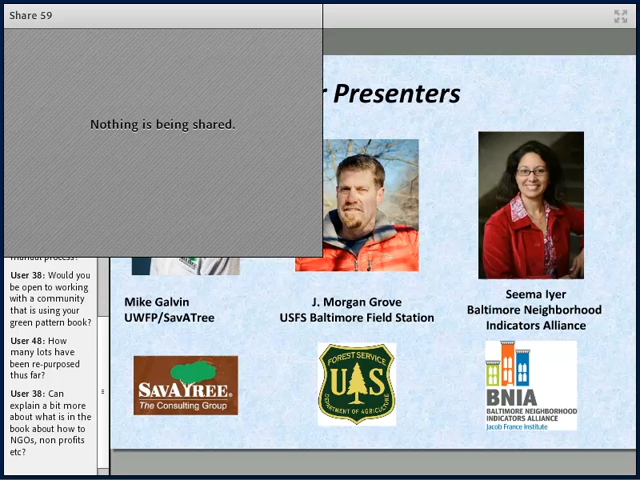 Share 59
Nothing is being shared.
r Presenters
manual process?
User 38: Would you
be open to working
with a community
that is using your
green pattern book?
User 48: How
many lots have
been re-purposed
thus far?
User 38: Can
explain a bit more
about what is in the
book about how to
NGOs, non profits
etc?
Mike Galvin
UWFP/SavATree
J. Morgan Grove
USFS Baltimore Field Station
Seema Iyer
Baltimore Neighborhood
Indicators Alliance
SAVATREE
The Consulting Group
FOREST SERVICE
U S
DEPARTMENT OF AGRICULTURE
BNIA
BALTIMORE NEIGHBORHOOD
INDICATORS ALLIANCE
Jacob France Institute